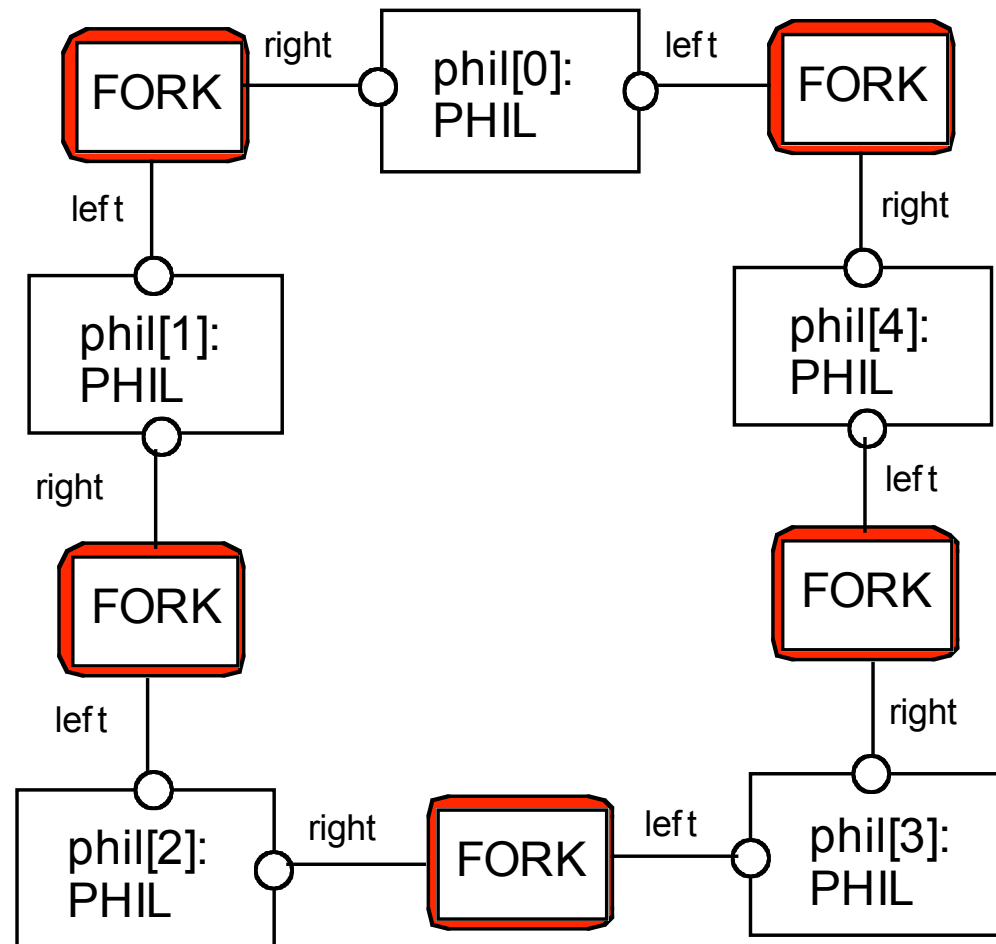 right
left
FORK
phil[0]:
PHIL
FORK
left
right
phil[1]:
PHIL
phil[4]:
PHIL
right
left
FORK
FORK
left
right
phil[2]:
PHIL
right
FORK
left
phil[3]:
PHIL